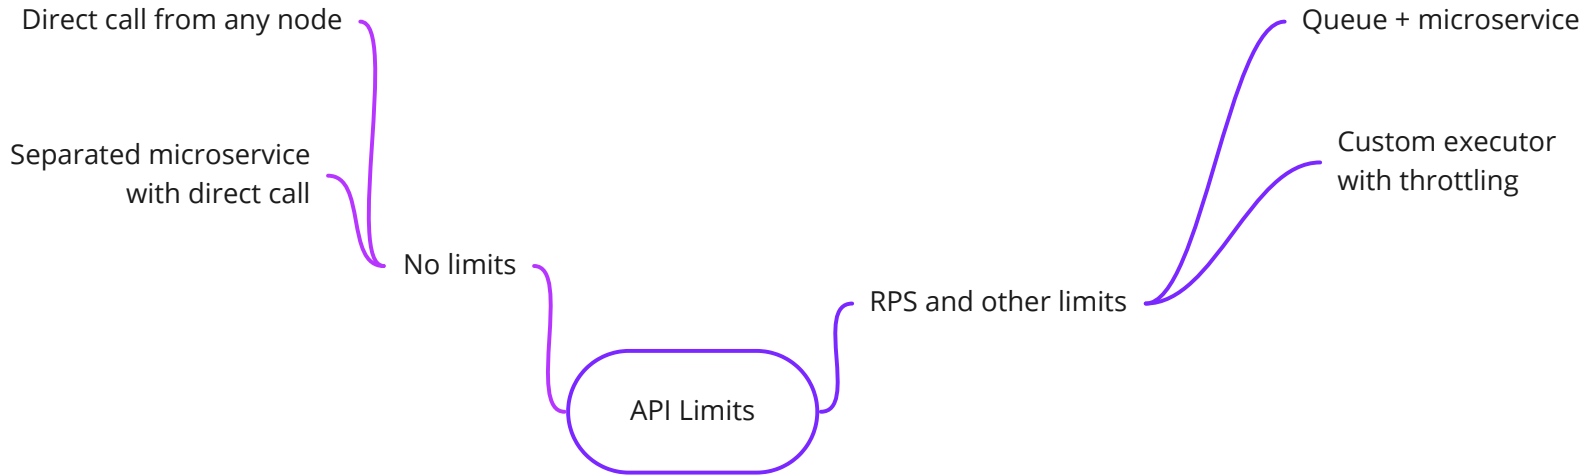 Direct call from any node
Queue + microservice
Separated microservice
with direct call
Custom executor
with throttling
No limits
RPS and other limits
API Limits